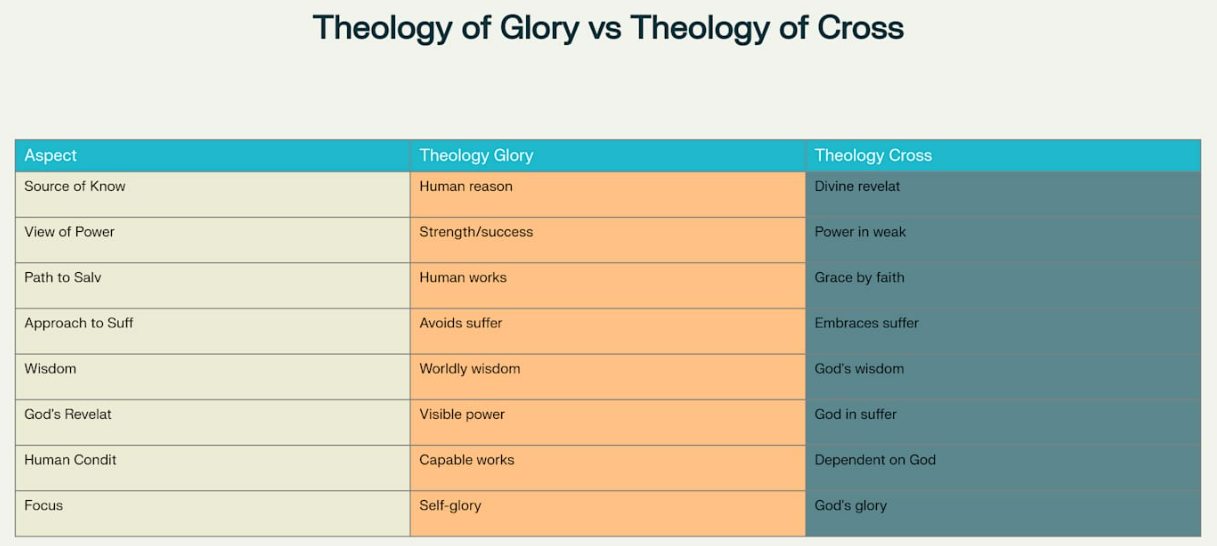 Theology of Glory vs Theology of Cross
Aspect Theology Glory Theology Cross
Source of Know Human reason Divine revelat
View of Power Strength/success Power in weak
Path to Salv Human works Grace by faith
Approach to Suff Avoids suffer Embraces suffer
Wisdom Worldly wisdom God's wisdom
God's Revelat Visible power God in suffer
Human Condit Capable works Dependent on God
Focus Self-glory God's glory